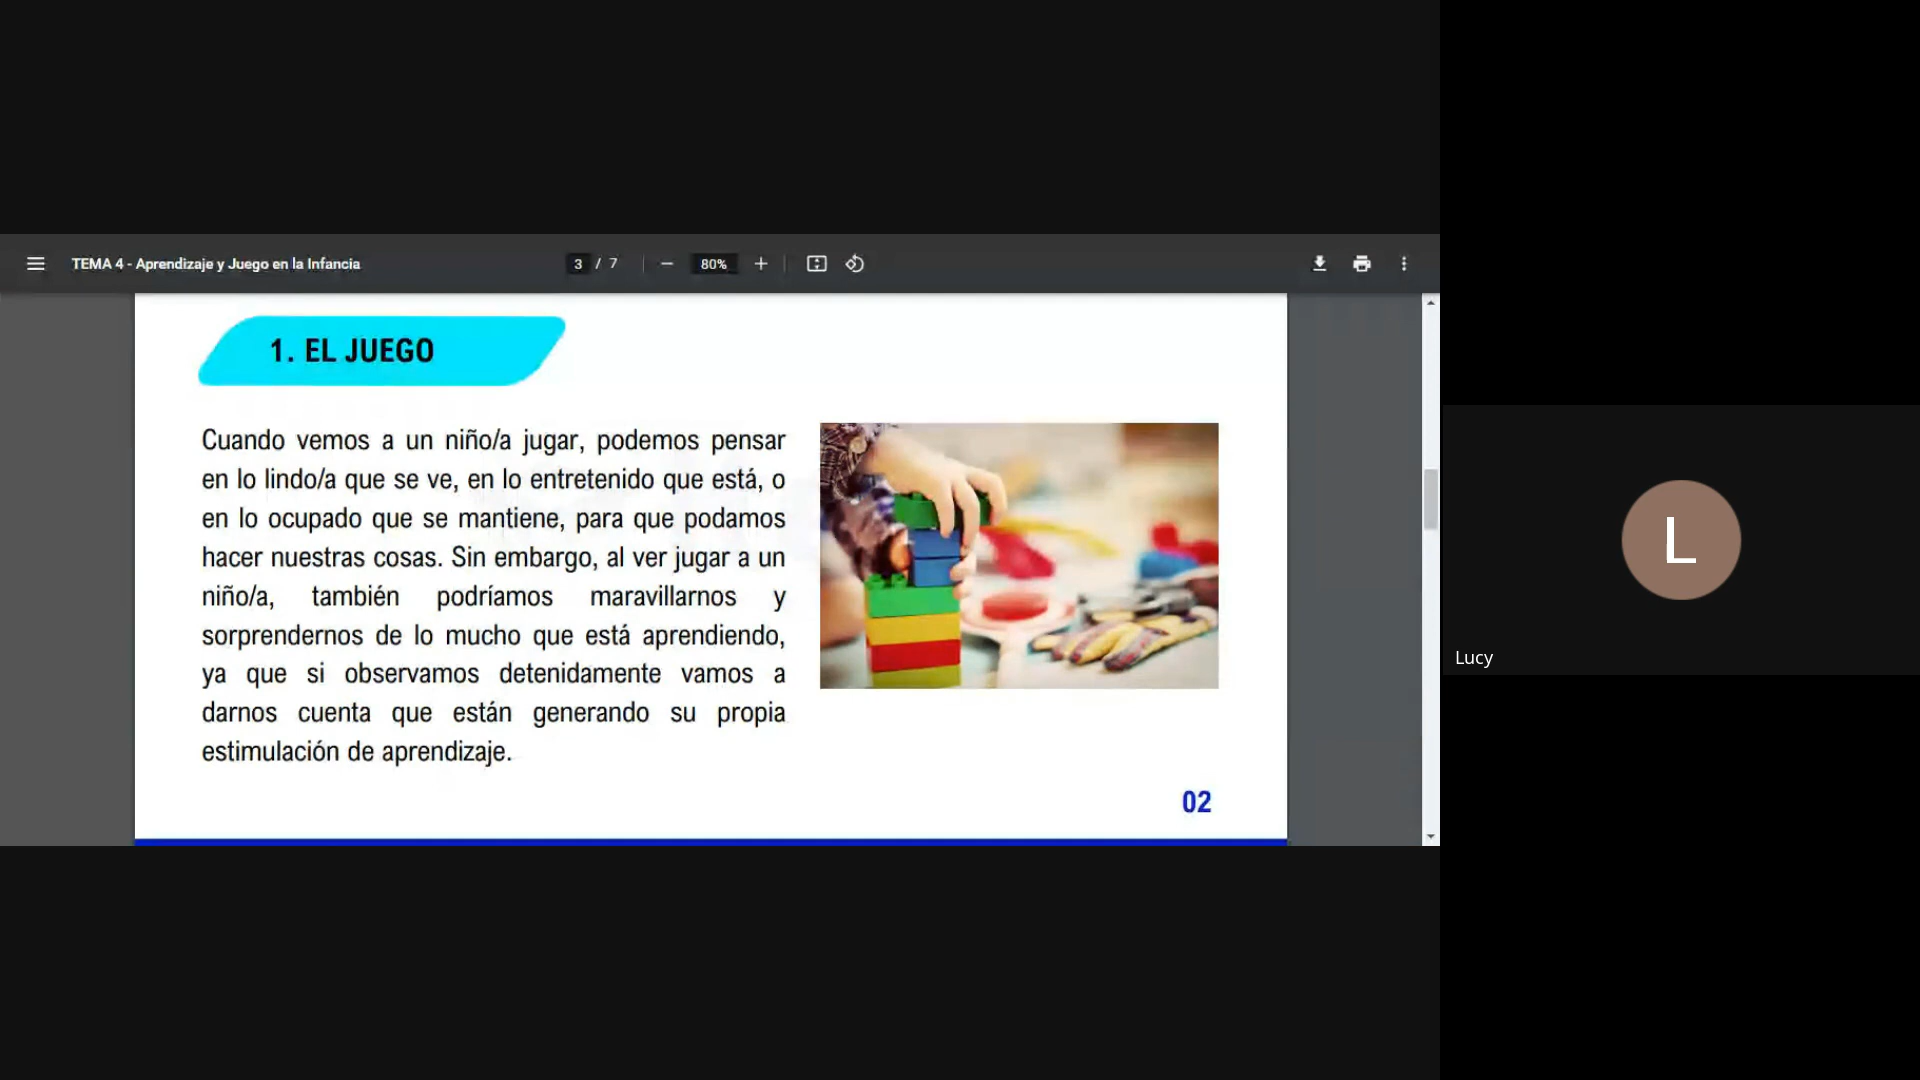 TEMA 4 - Aprendizaje y Juego en la Infancia
3 / 7
80%
1. EL JUEGO
Cuando vemos a un niño/a jugar, podemos pensar
en lo lindo/a que se ve, en lo entretenido que está, o
en lo ocupado que se mantiene, para que podamos
hacer nuestras cosas. Sin embargo, al ver jugar a un
niño/a, también podríamos maravillarnos y
sorprendernos de lo mucho que está aprendiendo,
ya que si observamos detenidamente vamos a
darnos cuenta que están generando su propia
estimulación de aprendizaje.
02
L
Lucy